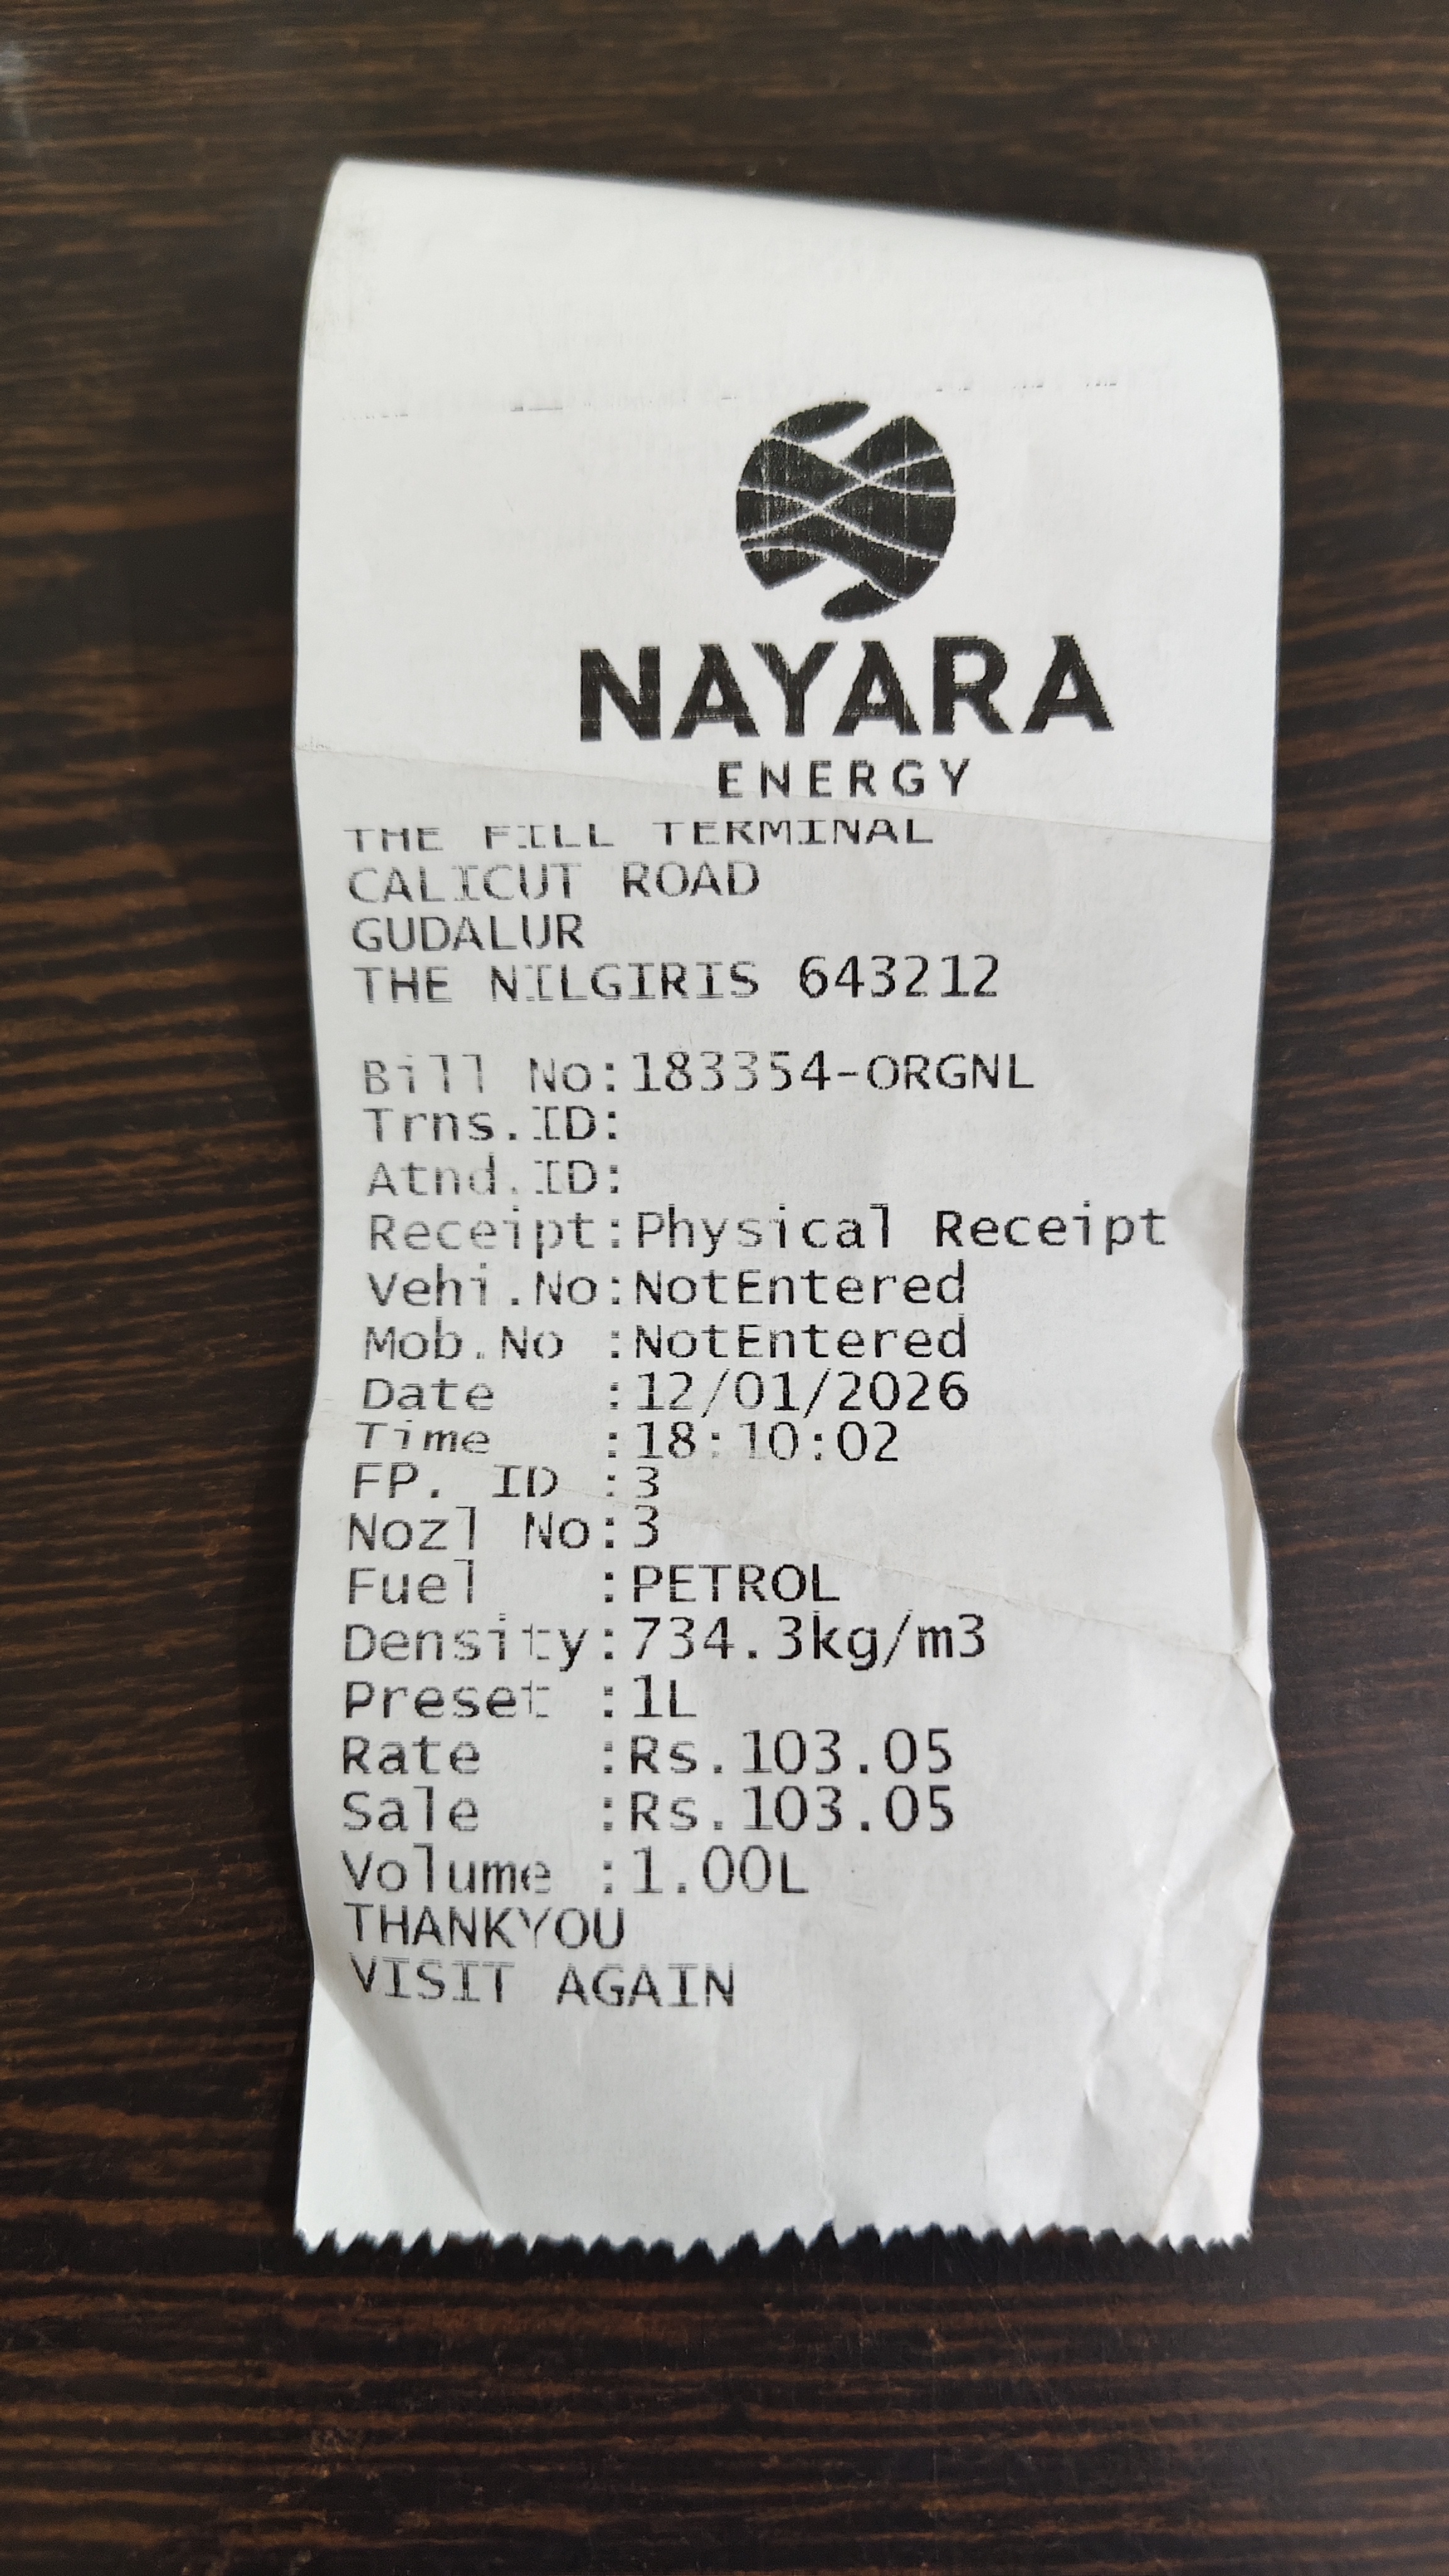 NAYARA
ENERGY
THE FILL TERMINAL
CALICUT ROAD
GUDALUR
THE NILGIRIS 643212
Bill No:183354-ORGNL
Trns.ID:
Atnd.ID:
Receipt:Physical Receipt
Vehi.No:NotEntered
Mob.No :NotEntered
Date   :12/01/2026
Time   :18:10:02
FP. ID :3
Nozl No:3
Fuel   :PETROL
Density:734.3kg/m3
Preset :1L
Rate   :Rs.103.05
Sale   :Rs.103.05
Volume :1.00L
THANKYOU
VISIT AGAIN